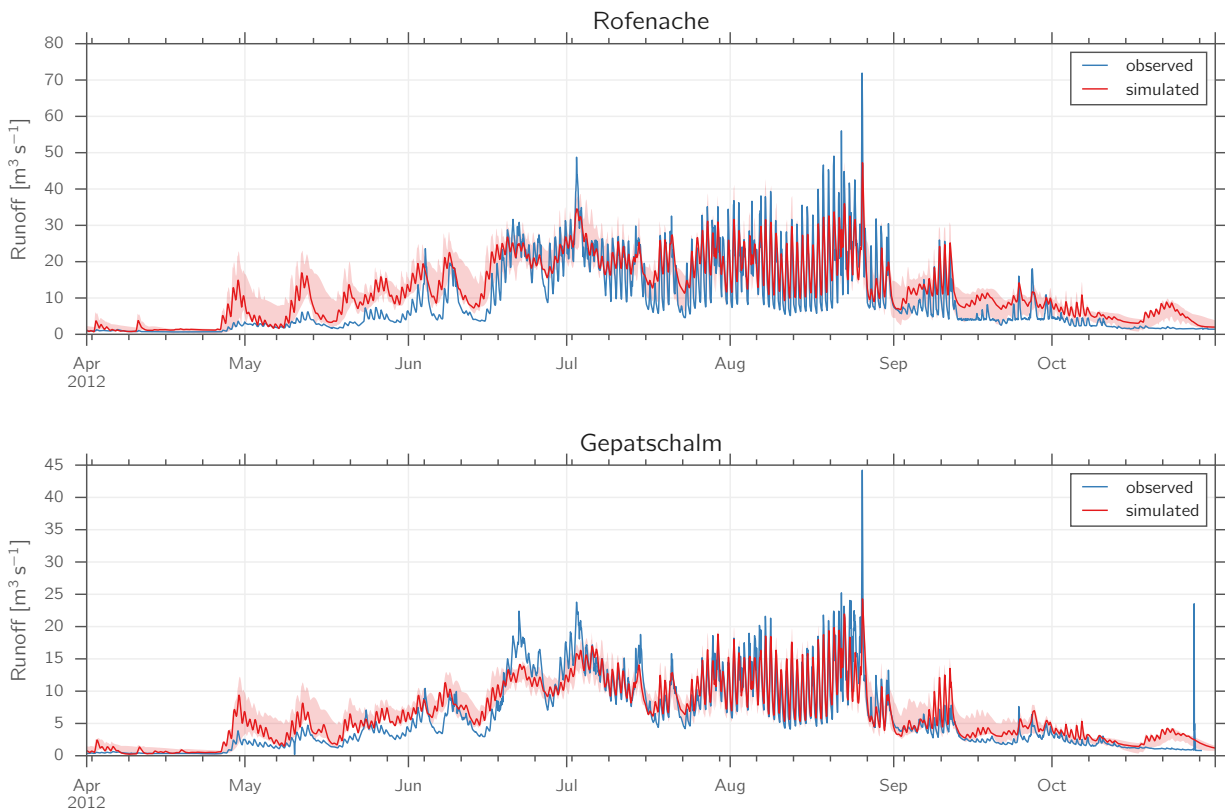 Rofenache
80
70
60
50
40
30
20
10
0
Runoff [m³ s⁻¹]
observed
simulated
Apr May Jun Jul Aug Sep Oct
2012
Gepatschalm
45
40
35
30
25
20
15
10
5
0
Runoff [m³ s⁻¹]
observed
simulated
Apr May Jun Jul Aug Sep Oct
2012